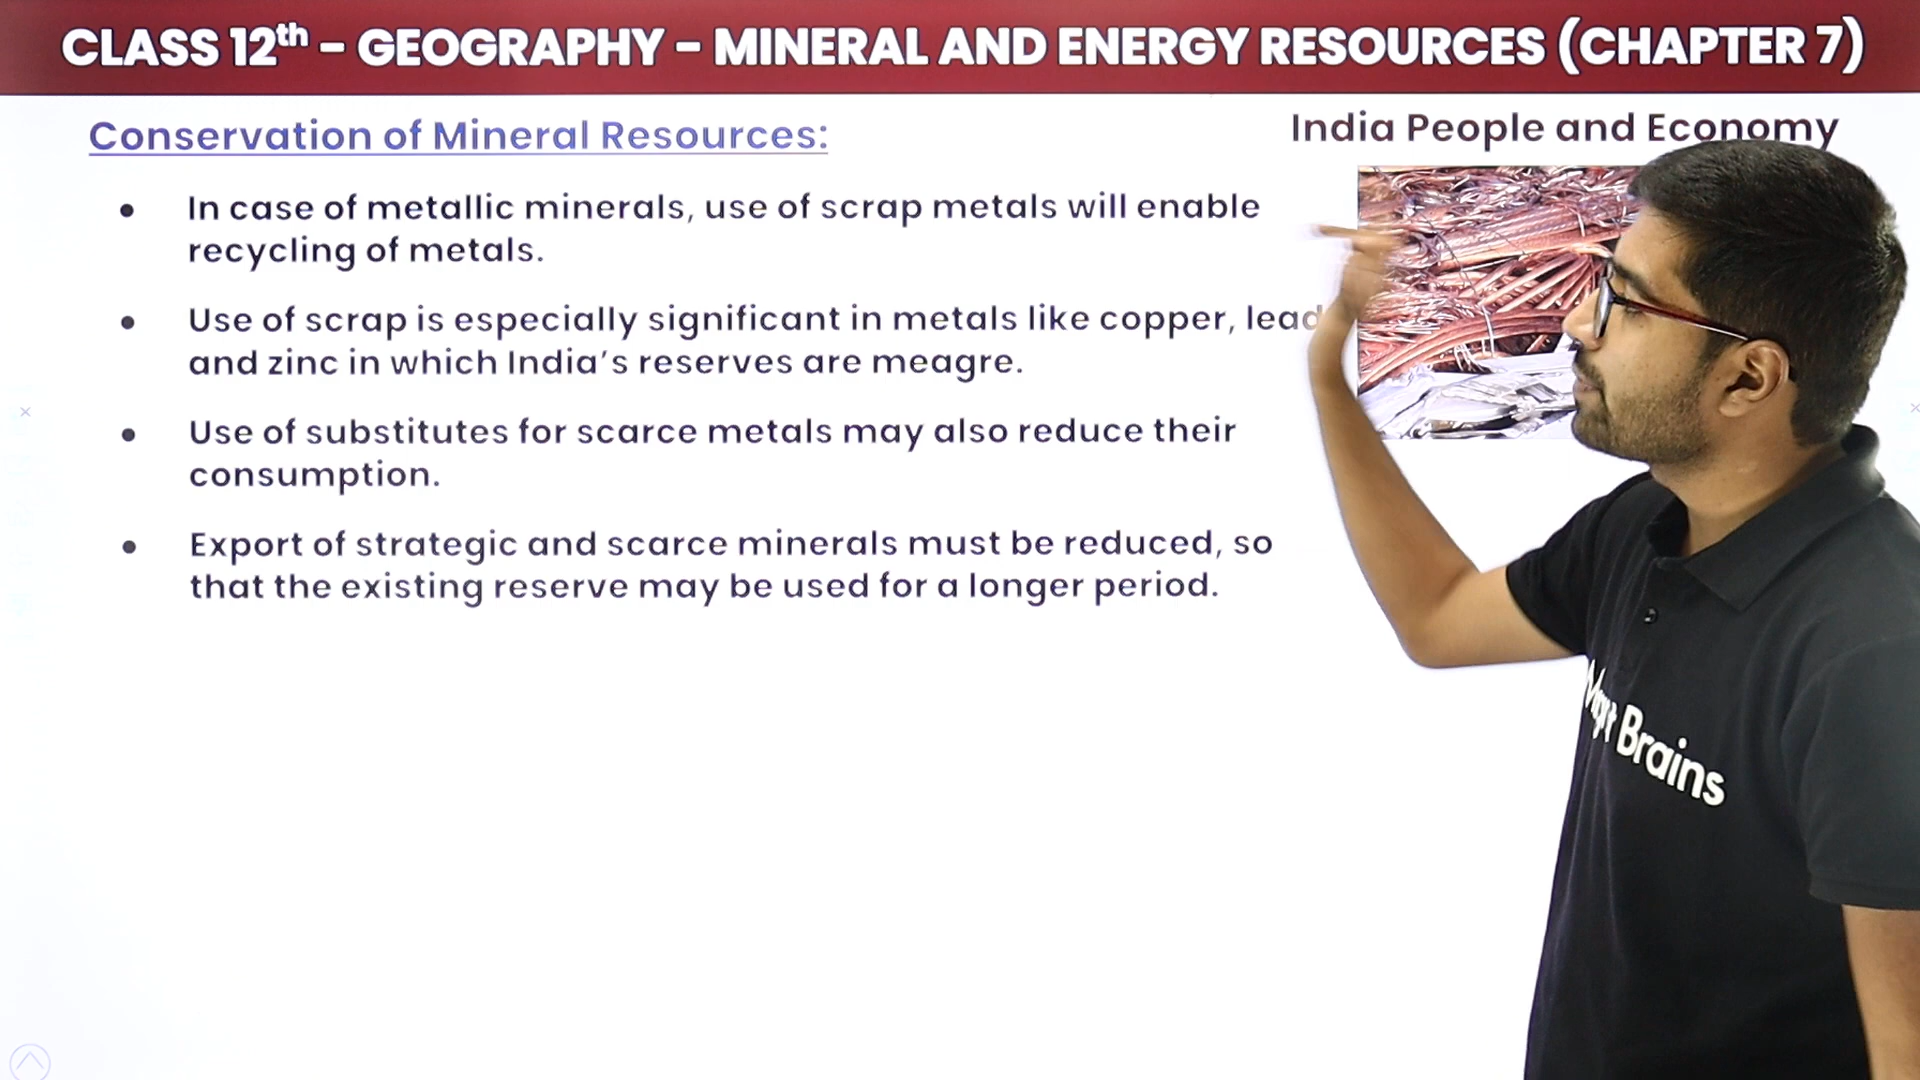 CLASS 12th – GEOGRAPHY – MINERAL AND ENERGY RESOURCES (CHAPTER 7)
Conservation of Mineral Resources:
India People and Economy
• In case of metallic minerals, use of scrap metals will enable
recycling of metals.
• Use of scrap is especially significant in metals like copper, lead
and zinc in which India’s reserves are meagre.
• Use of substitutes for scarce metals may also reduce their
consumption.
• Export of strategic and scarce minerals must be reduced, so
that the existing reserve may be used for a longer period.
Brains